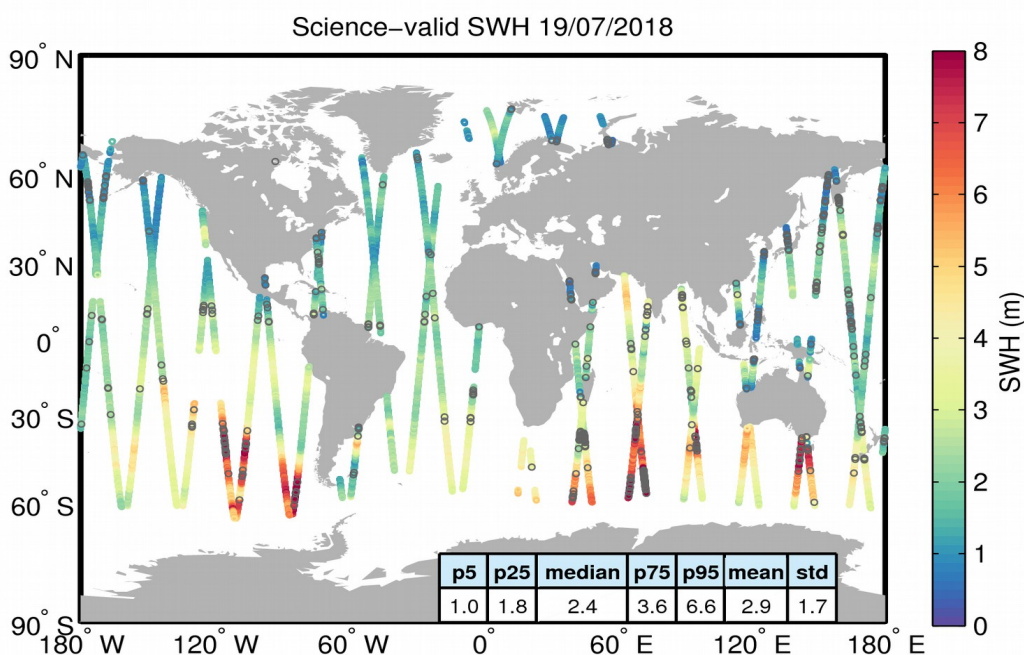 Science−valid SWH 19/07/2018
90° N
60° N
30° N
0°
30° S
60° S
90° S
180° W
120° W
60° W
0°
60° E
120° E
180° E
p5 p25 median p75 p95 mean std
1.0 1.8 2.4 3.6 6.6 2.9 1.7
8
7
6
5
4
3
2
1
0
SWH (m)